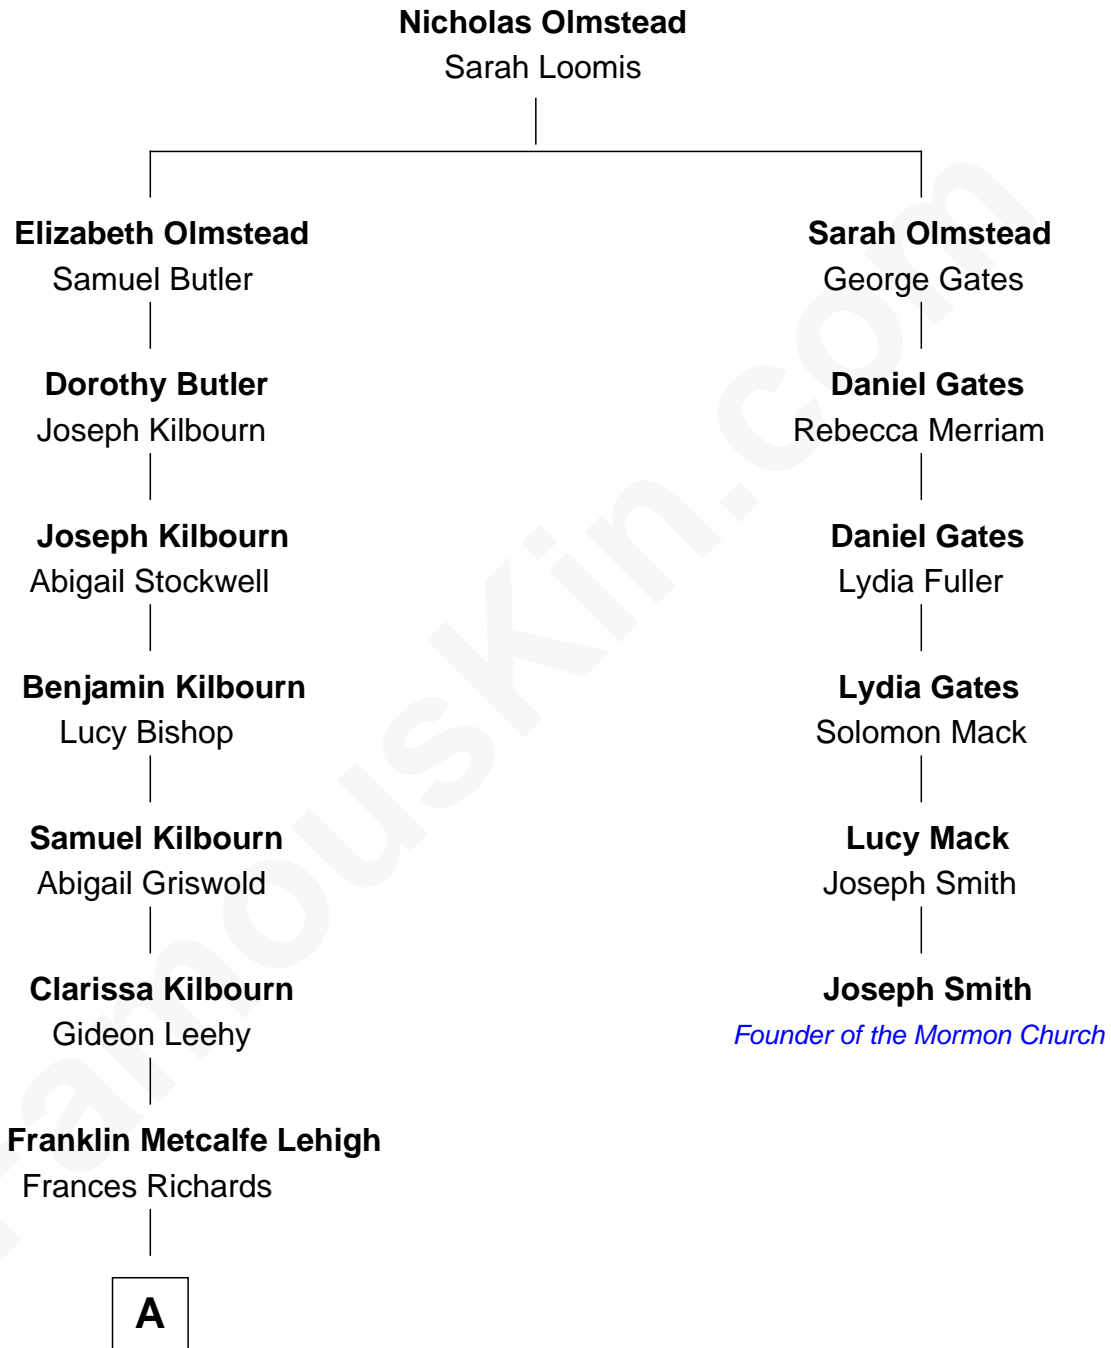 Nicholas Olmstead
Sarah Loomis
Elizabeth Olmstead
Samuel Butler
Dorothy Butler
Joseph Kilbourn
Joseph Kilbourn
Abigail Stockwell
Benjamin Kilbourn
Lucy Bishop
Samuel Kilbourn
Abigail Griswold
Clarissa Kilbourn
Gideon Leehy
Franklin Metcalfe Lehigh
Frances Richards
A
Sarah Olmstead
George Gates
Daniel Gates
Rebecca Merriam
Daniel Gates
Lydia Fuller
Lydia Gates
Solomon Mack
Lucy Mack
Joseph Smith
Joseph Smith
Founder of the Mormon Church
FamousKin.com